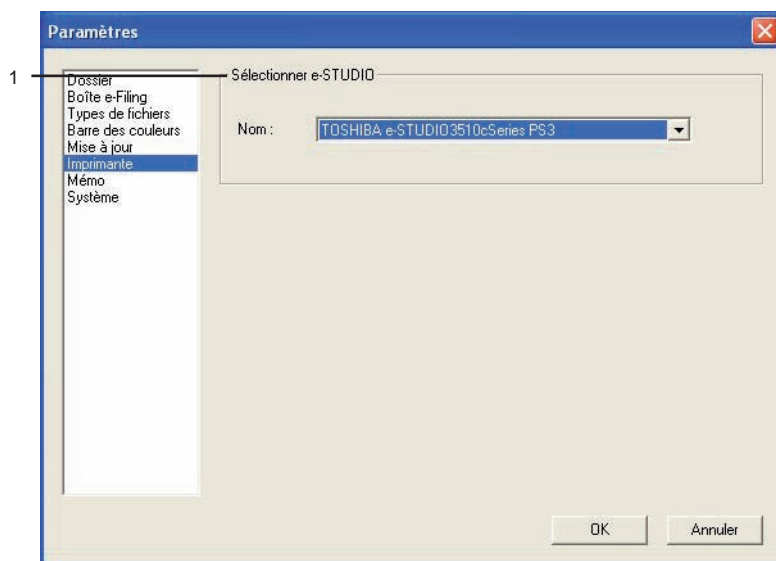 Paramètres
1
Sélectionner e-STUDIO
Dossier
Boîte e-Filing
Types de fichiers
Barre des couleurs
Mise à jour
Imprimante
Mémo
Système
Nom :
TOSHIBA e-STUDIO3510cSeries PS3
OK
Annuler